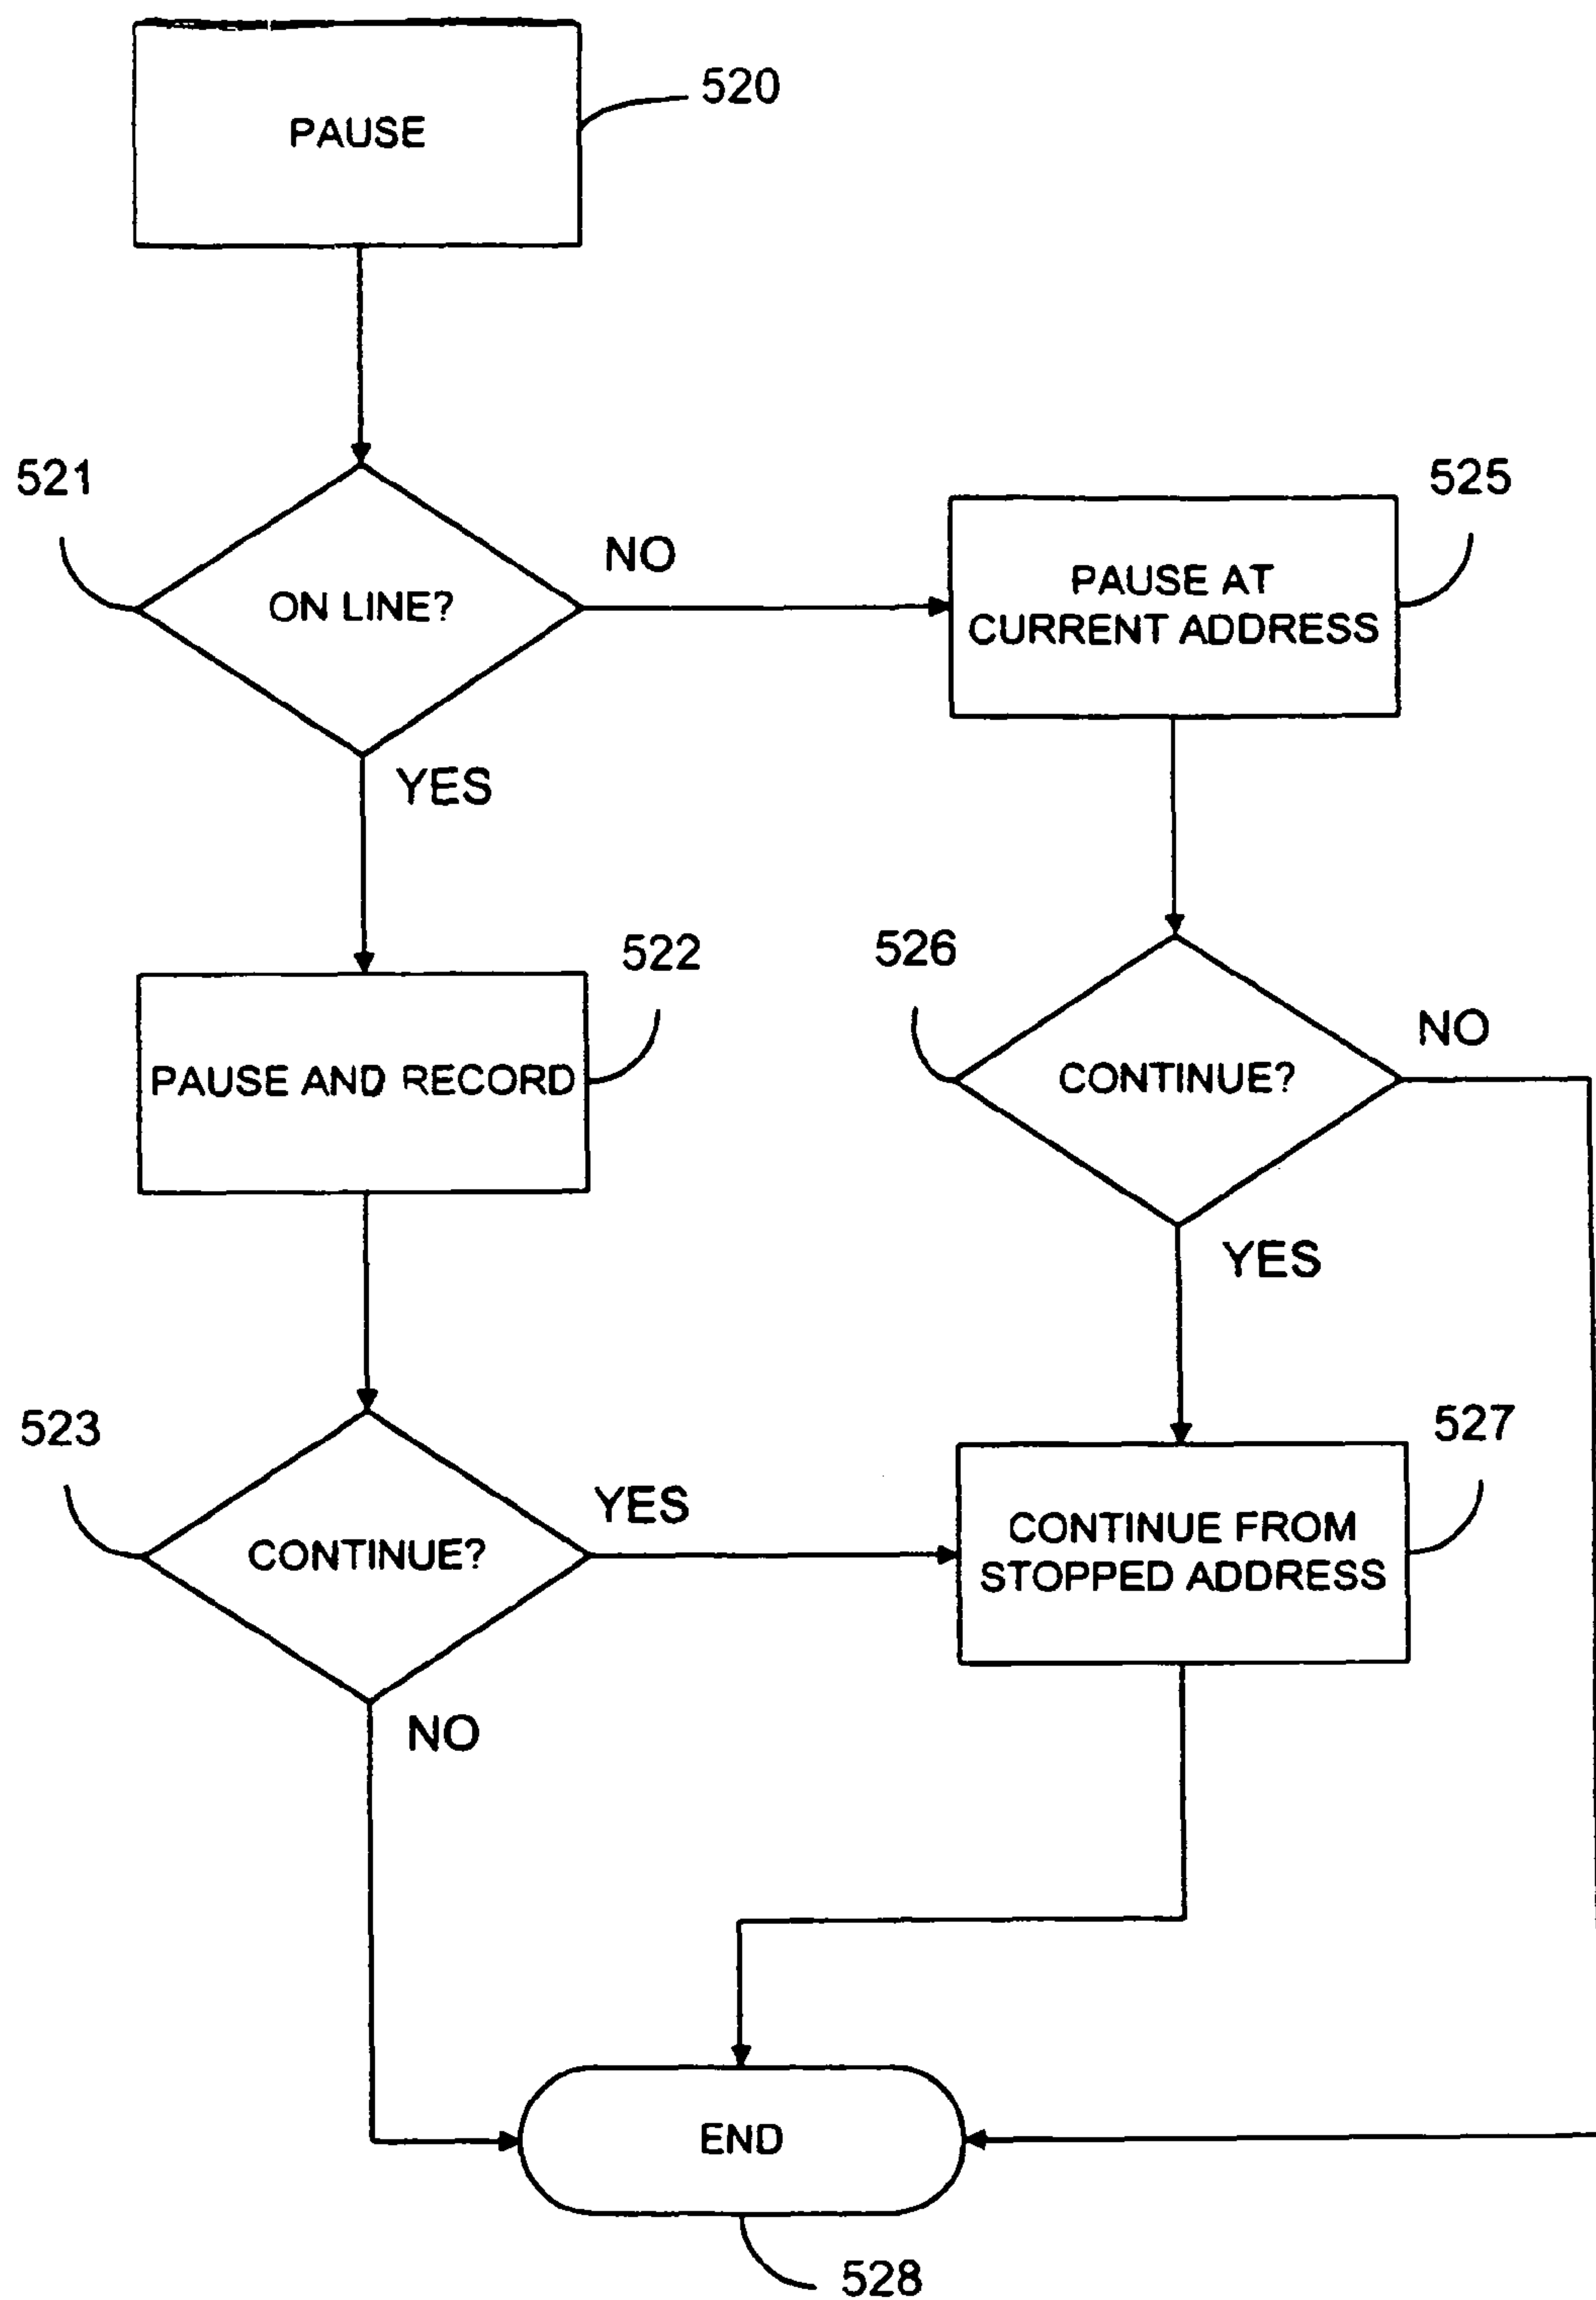 PAUSE
520
521
ON LINE?
NO
YES
525
PAUSE AT
CURRENT ADDRESS
522
PAUSE AND RECORD
526
CONTINUE?
NO
YES
523
CONTINUE?
YES
NO
527
CONTINUE FROM
STOPPED ADDRESS
END
528